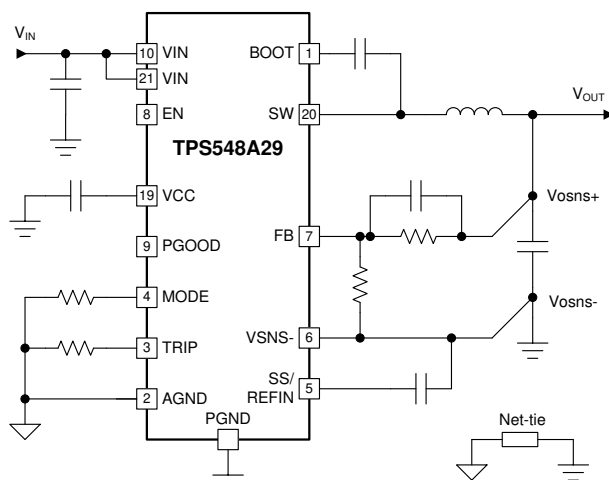 VIN
10 VIN
21 VIN
8 EN
TPS548A29
19 VCC
9 PGOOD
4 MODE
3 TRIP
2 AGND
PGND
BOOT 1
SW 20
VOUT
Vosns+
FB 7
Vosns-
VSNS- 6
SS/
REFIN 5
Net-tie